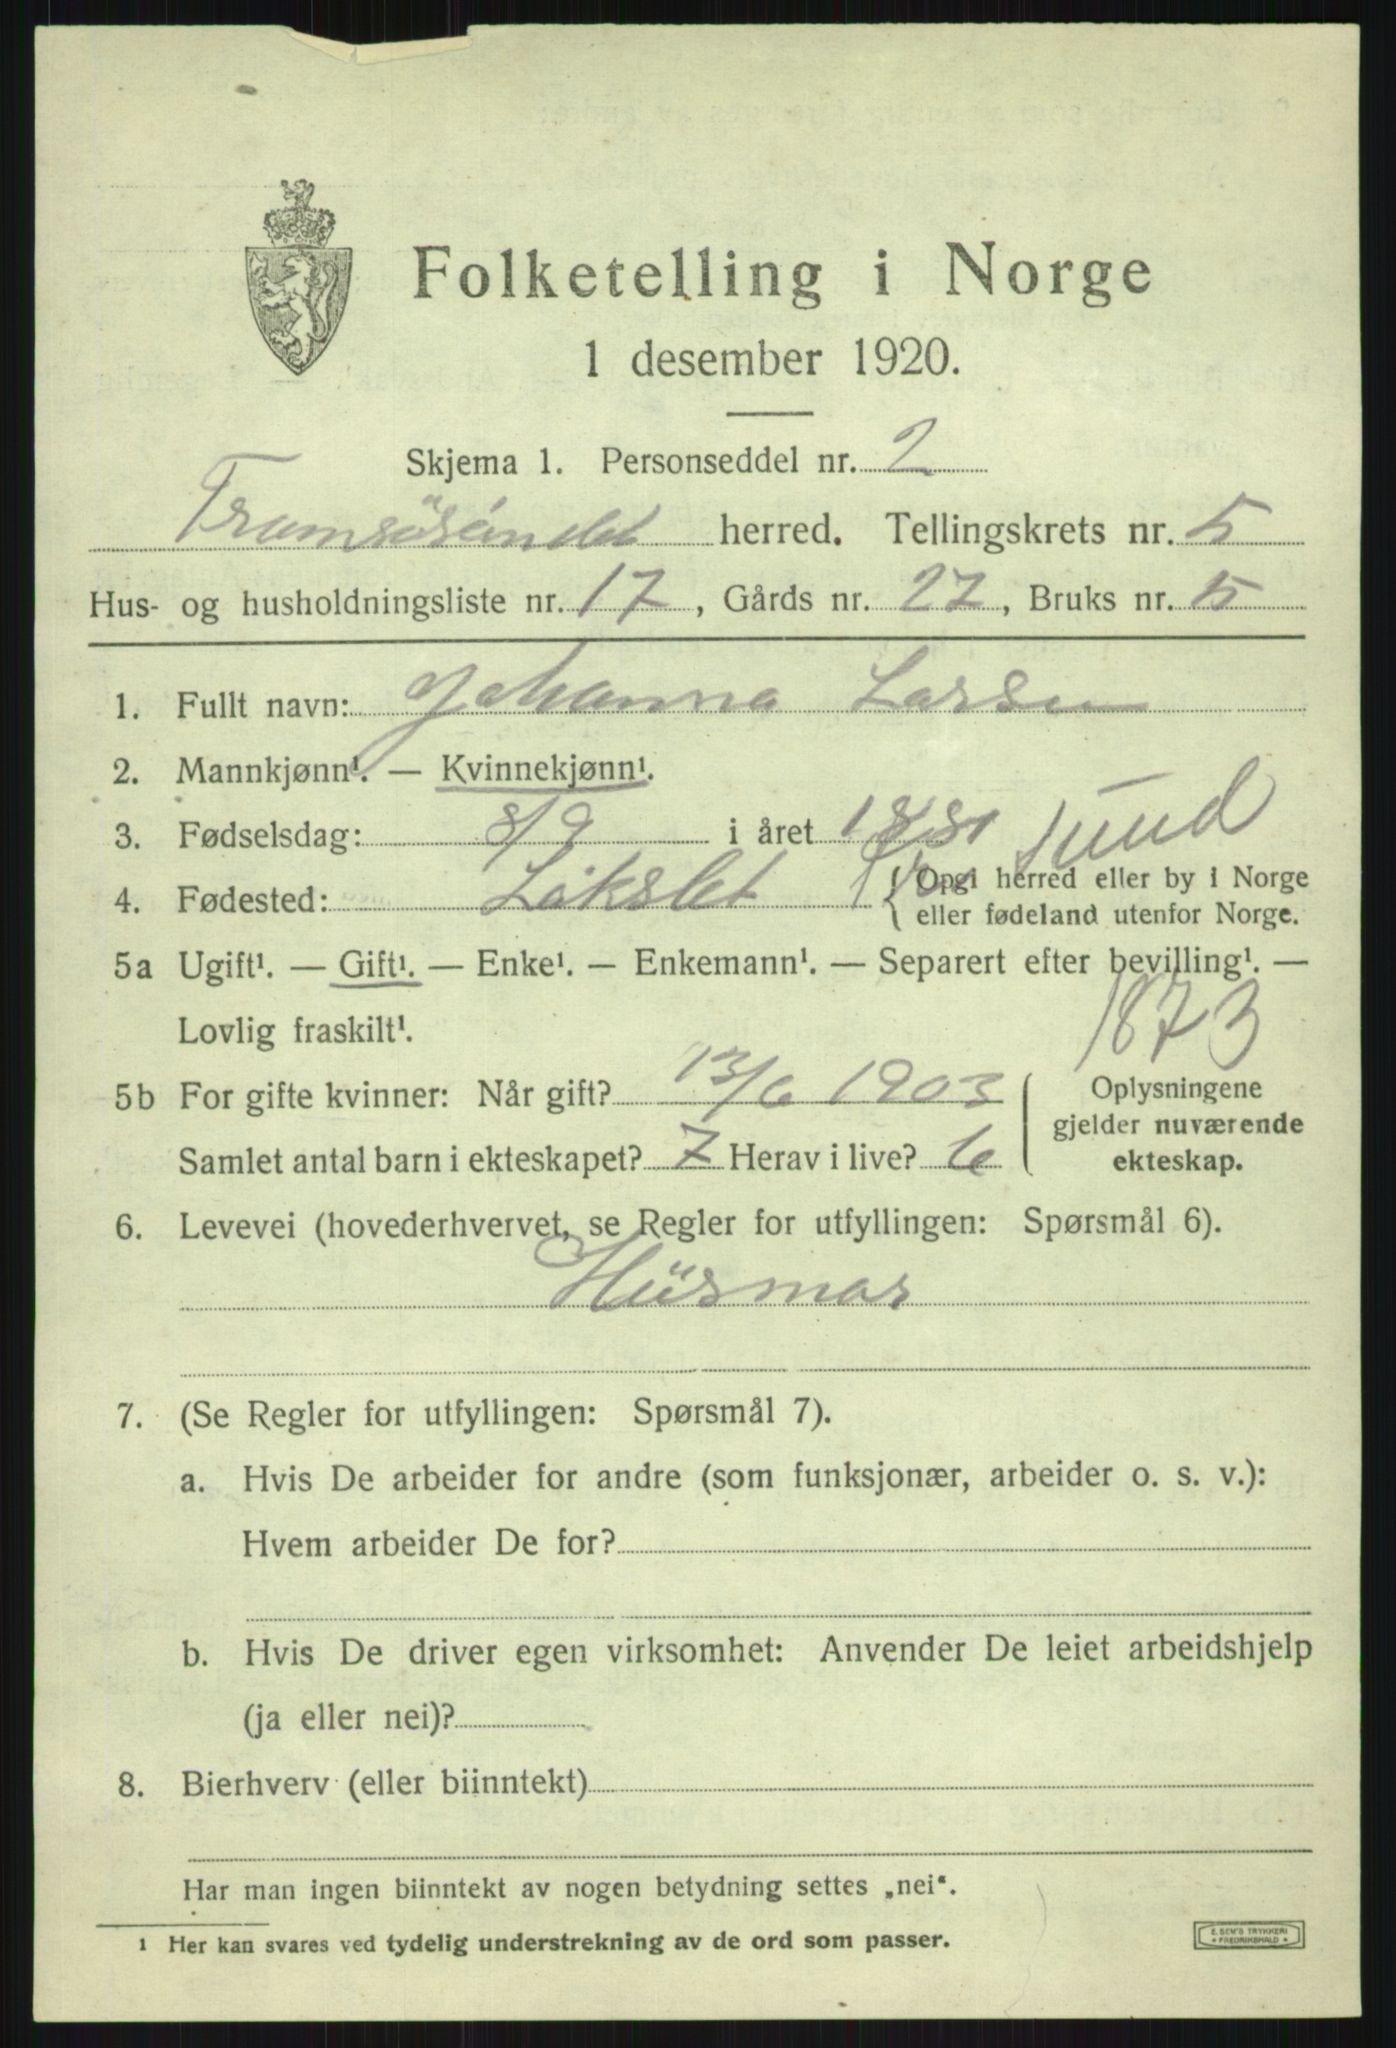 Folketelling i Norge
1 desember 1920.
Skjema 1. Personseddel nr. 2
Tromsøsundet herred. Tellingskrets nr. 5
Hus- og husholdningsliste nr. 17, Gårds nr. 27, Bruks nr. 5
1. Fullt navn: Johanna Larsen
2. Mannkjønn¹. — Kvinnekjønn¹.
3. Fødselsdag: 8/9 i året 1881
4. Fødested: Lökslet { Opgi herred eller by i Norge
eller fødeland utenfor Norge.
sund
5a Ugift¹. — Gift¹. — Enke¹. — Enkemann¹. — Separert efter bevilling¹. —
Lovlig fraskilt¹.
1873
5b For gifte kvinner: Når gift? 13/6 1903
Samlet antal barn i ekteskapet? 7 Herav i live? 6
Oplysningene
gjelder nuværende
ekteskap.
6. Levevei (hovederhvervet, se Regler for utfyllingen: Spørsmål 6).
Husmor
7. (Se Regler for utfyllingen: Spørsmål 7).
a. Hvis De arbeider for andre (som funksjonær, arbeider o. s. v.):
Hvem arbeider De for?
b. Hvis De driver egen virksomhet: Anvender De leiet arbeidshjelp
(ja eller nei)?
8. Bierhverv (eller biinntekt)
Har man ingen biinntekt av nogen betydning settes „nei“.
¹ Her kan svares ved tydelig understrekning av de ord som passer.
E. SEM'S TRYKKERI
FREDRIKSHALD